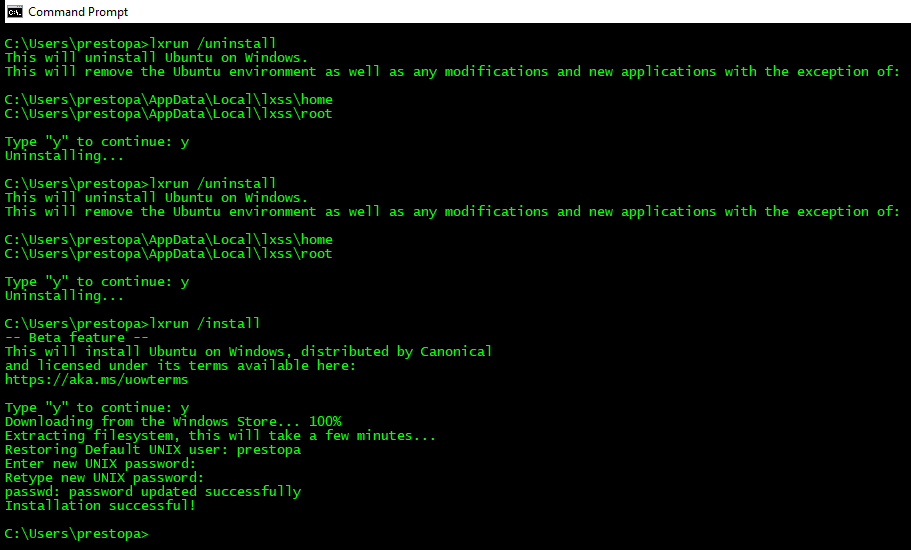 Command Prompt
C:\Users\prestopa>lxrun /uninstall
This will uninstall Ubuntu on Windows.
This will remove the Ubuntu environment as well as any modifications and new applications with the exception of:
C:\Users\prestopa\AppData\Local\lxss\home
C:\Users\prestopa\AppData\Local\lxss\root
Type "y" to continue: y
Uninstalling...
C:\Users\prestopa>lxrun /uninstall
This will uninstall Ubuntu on Windows.
This will remove the Ubuntu environment as well as any modifications and new applications with the exception of:
C:\Users\prestopa\AppData\Local\lxss\home
C:\Users\prestopa\AppData\Local\lxss\root
Type "y" to continue: y
Uninstalling...
C:\Users\prestopa>lxrun /install
-- Beta feature --
This will install Ubuntu on Windows, distributed by Canonical
and licensed under its terms available here:
https://aka.ms/uowterms
Type "y" to continue: y
Downloading from the Windows Store... 100%
Extracting filesystem, this will take a few minutes...
Restoring Default UNIX user: prestopa
Enter new UNIX password:
Retype new UNIX password:
passwd: password updated successfully
Installation successful!
C:\Users\prestopa>